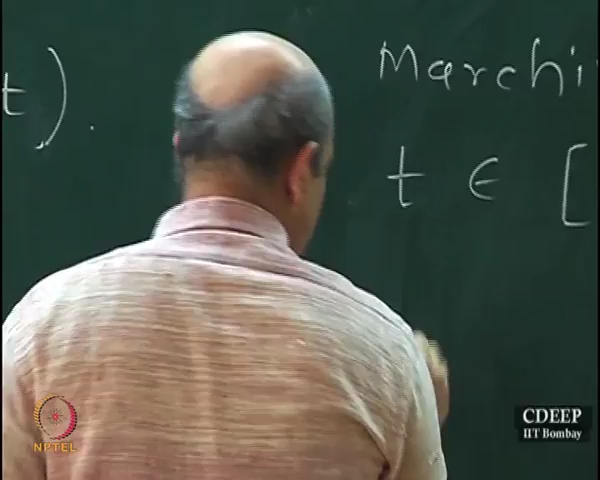 t).
Marchi
t ∈ [
NPTEL
CDEEP
IIT Bombay